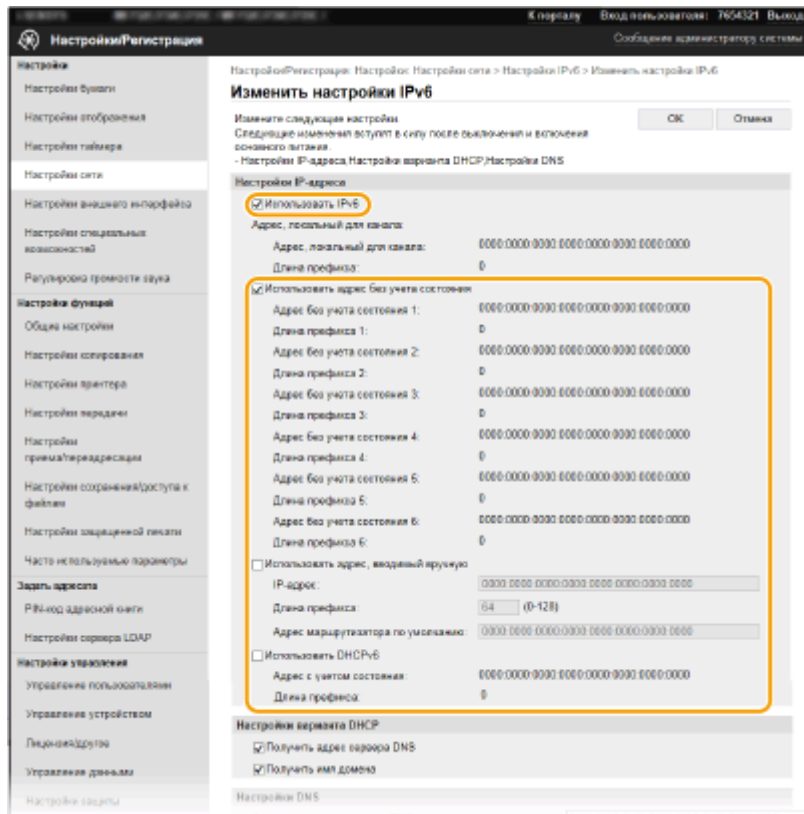 К порталу Вход пользователя: 7654321 Выход
Настройки/Регистрация
Сообщение администратору системы
Настройки
Настройки бумаги
Настройки отображения
Настройки таймера
Настройки сети
Настройки внешнего интерфейса
Настройки специальных
возможностей
Регулировка громкости звука
Настройки функций
Общие настройки
Настройки копирования
Настройки принтера
Настройки передачи
Настройки
приема/переадресации
Настройки сохранения/доступа к
файлам
Настройки защищенной печати
Часто используемые параметры
Задать адресата
PIN-код адресной книги
Настройки сервера LDAP
Настройки управления
Управление пользователями
Управление устройством
Лицензия/другое
Управление данными
Настройки защиты
Настройки/Регистрация: Настройки: Настройки сети > Настройки IPv6 > Изменить настройки IPv6
Изменить настройки IPv6
Измените следующие настройки.
Следующие изменения вступят в силу после выключения и включения
основного питания.
- Настройки IP-адреса,Настройки варианта DHCP,Настройки DNS
OK Отмена
Настройки IP-адреса
Использовать IPv6
Адрес, локальный для канала:
Адрес, локальный для канала: 0000:0000:0000:0000:0000:0000:0000:0000
Длина префикса: 0
Использовать адрес без учета состояния
Адрес без учета состояния 1: 0000:0000:0000:0000:0000:0000:0000:0000
Длина префикса 1: 0
Адрес без учета состояния 2: 0000:0000:0000:0000:0000:0000:0000:0000
Длина префикса 2: 0
Адрес без учета состояния 3: 0000:0000:0000:0000:0000:0000:0000:0000
Длина префикса 3: 0
Адрес без учета состояния 4: 0000:0000:0000:0000:0000:0000:0000:0000
Длина префикса 4: 0
Адрес без учета состояния 5: 0000:0000:0000:0000:0000:0000:0000:0000
Длина префикса 5: 0
Адрес без учета состояния 6: 0000:0000:0000:0000:0000:0000:0000:0000
Длина префикса 6: 0
Использовать адрес, вводимый вручную
IP-адрес: 0000:0000:0000:0000:0000:0000:0000:0000
Длина префикса: 64 (0-128)
Адрес маршрутизатора по умолчанию: 0000:0000:0000:0000:0000:0000:0000:0000
Использовать DHCPv6
Адрес с учетом состояния: 0000:0000:0000:0000:0000:0000:0000:0000
Длина префикса: 0
Настройки варианта DHCP
Получить адрес сервера DNS
Получить имя домена
Настройки DNS